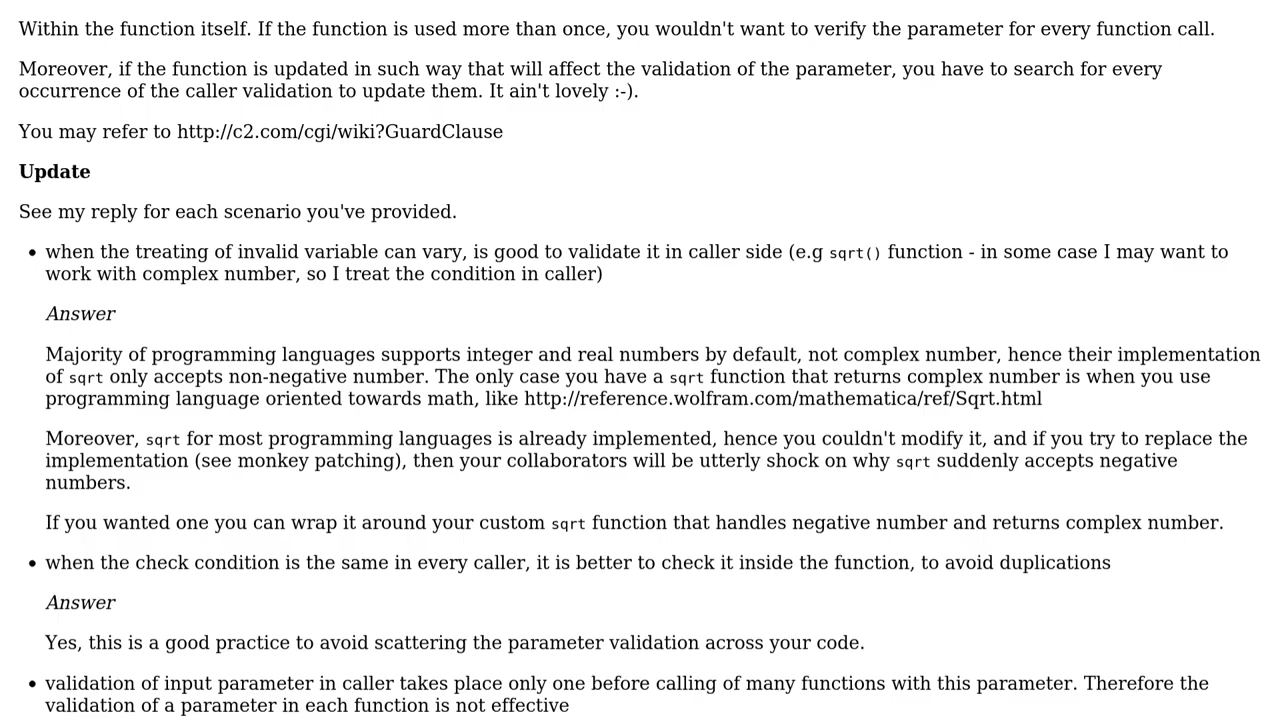 Within the function itself. If the function is used more than once, you wouldn't want to verify the parameter for every function call.
Moreover, if the function is updated in such way that will affect the validation of the parameter, you have to search for every
occurrence of the caller validation to update them. It ain't lovely :-).
You may refer to http://c2.com/cgi/wiki?GuardClause
Update
See my reply for each scenario you've provided.
• when the treating of invalid variable can vary, is good to validate it in caller side (e.g sqrt() function - in some case I may want to
work with complex number, so I treat the condition in caller)
Answer
Majority of programming languages supports integer and real numbers by default, not complex number, hence their implementation
of sqrt only accepts non-negative number. The only case you have a sqrt function that returns complex number is when you use
programming language oriented towards math, like http://reference.wolfram.com/mathematica/ref/Sqrt.html
Moreover, sqrt for most programming languages is already implemented, hence you couldn't modify it, and if you try to replace the
implementation (see monkey patching), then your collaborators will be utterly shock on why sqrt suddenly accepts negative
numbers.
If you wanted one you can wrap it around your custom sqrt function that handles negative number and returns complex number.
• when the check condition is the same in every caller, it is better to check it inside the function, to avoid duplications
Answer
Yes, this is a good practice to avoid scattering the parameter validation across your code.
• validation of input parameter in caller takes place only one before calling of many functions with this parameter. Therefore the
validation of a parameter in each function is not effective